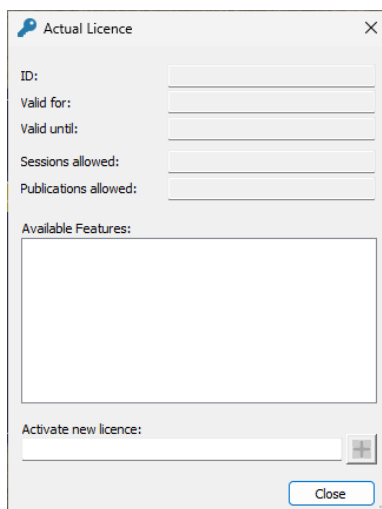 Actual Licence
ID:
Valid for:
Valid until:
Sessions allowed:
Publications allowed:
Available Features:
Activate new licence:
Close